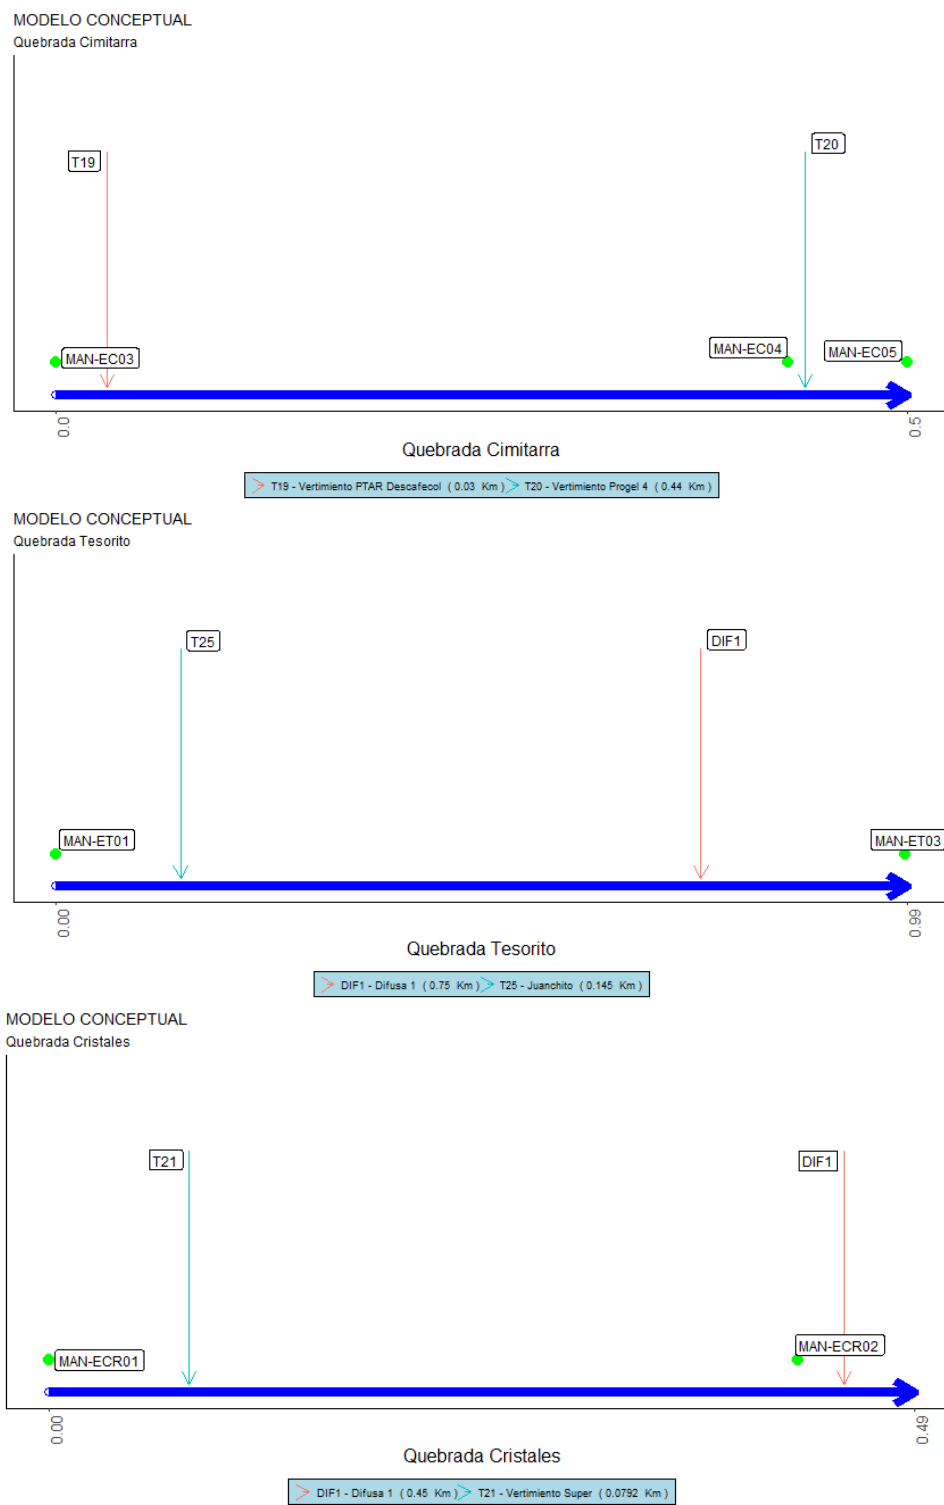 MODELO CONCEPTUAL
Quebrada Cimitarra
T19
T20
MAN-EC03
MAN-EC04
MAN-EC05
0.0
0.5
Quebrada Cimitarra
T19 - Vertimiento PTAR Descafecol ( 0.03 Km ) T20 - Vertimiento Progel 4 ( 0.44 Km )
MODELO CONCEPTUAL
Quebrada Tesorito
T25
DIF1
MAN-ET01
MAN-ET03
0.00
0.99
Quebrada Tesorito
DIF1 - Difusa 1 ( 0.75 Km ) T25 - Juanchito ( 0.145 Km )
MODELO CONCEPTUAL
Quebrada Cristales
T21
DIF1
MAN-ECR01
MAN-ECR02
0.00
0.49
Quebrada Cristales
DIF1 - Difusa 1 ( 0.45 Km ) T21 - Vertimiento Super ( 0.0792 Km )